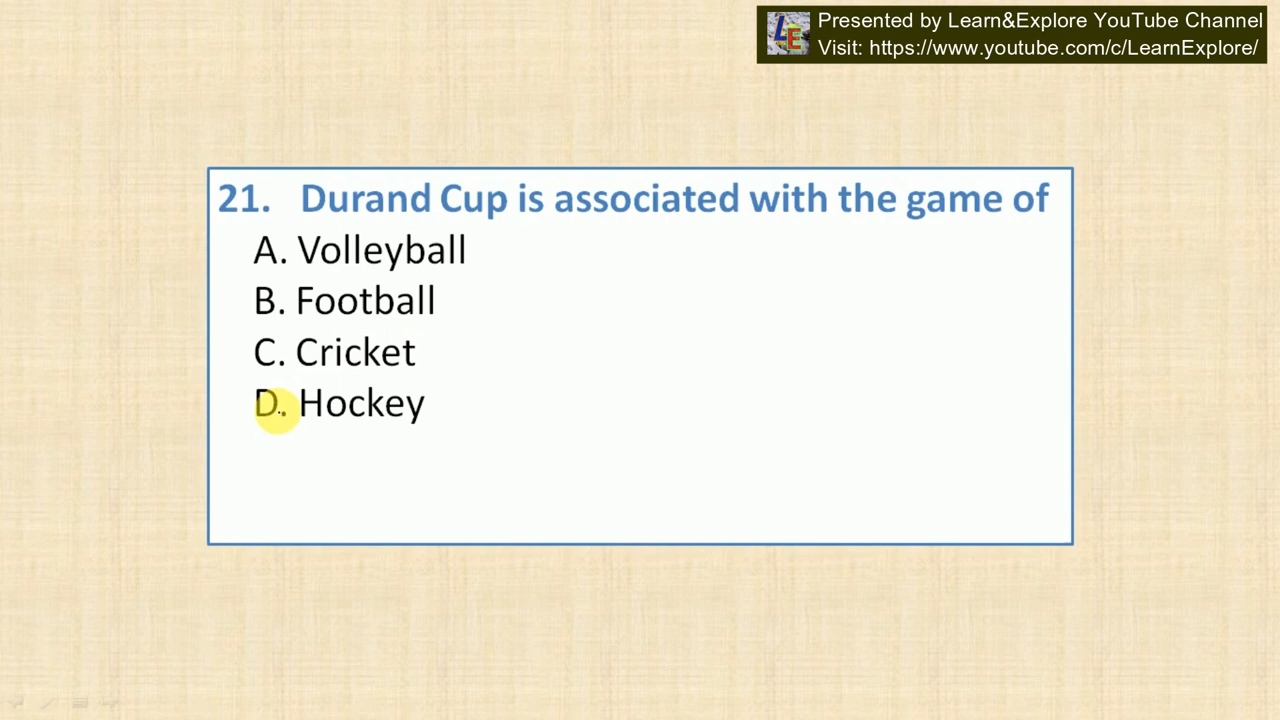 Presented by Learn&Explore YouTube Channel
Visit: https://www.youtube.com/c/LearnExplore/
LE
21. Durand Cup is associated with the game of
A. Volleyball
B. Football
C. Cricket
D. Hockey